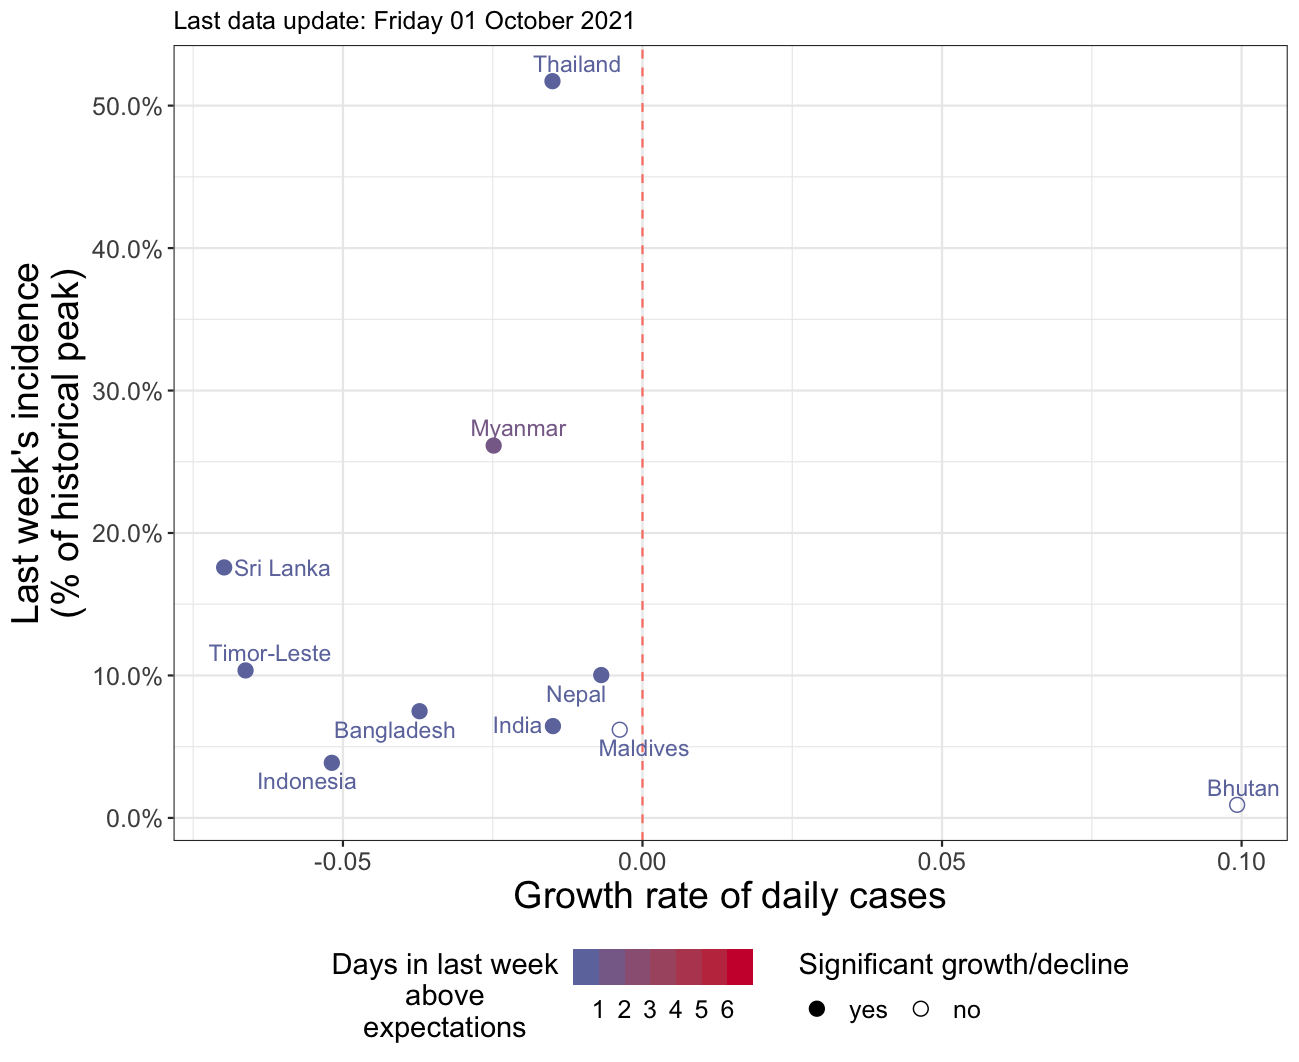 Last data update: Friday 01 October 2021
Thailand
50.0%
40.0%
30.0%
Myanmar
20.0%
Sri Lanka
Timor-Leste
10.0%
Nepal
Bangladesh
India
Maldives
Indonesia
Bhutan
0.0%
Last week's incidence
(% of historical peak)
-0.05
0.00
0.05
0.10
Growth rate of daily cases
Days in last week
above
expectations
1 2 3 4 5 6
Significant growth/decline
yes
no